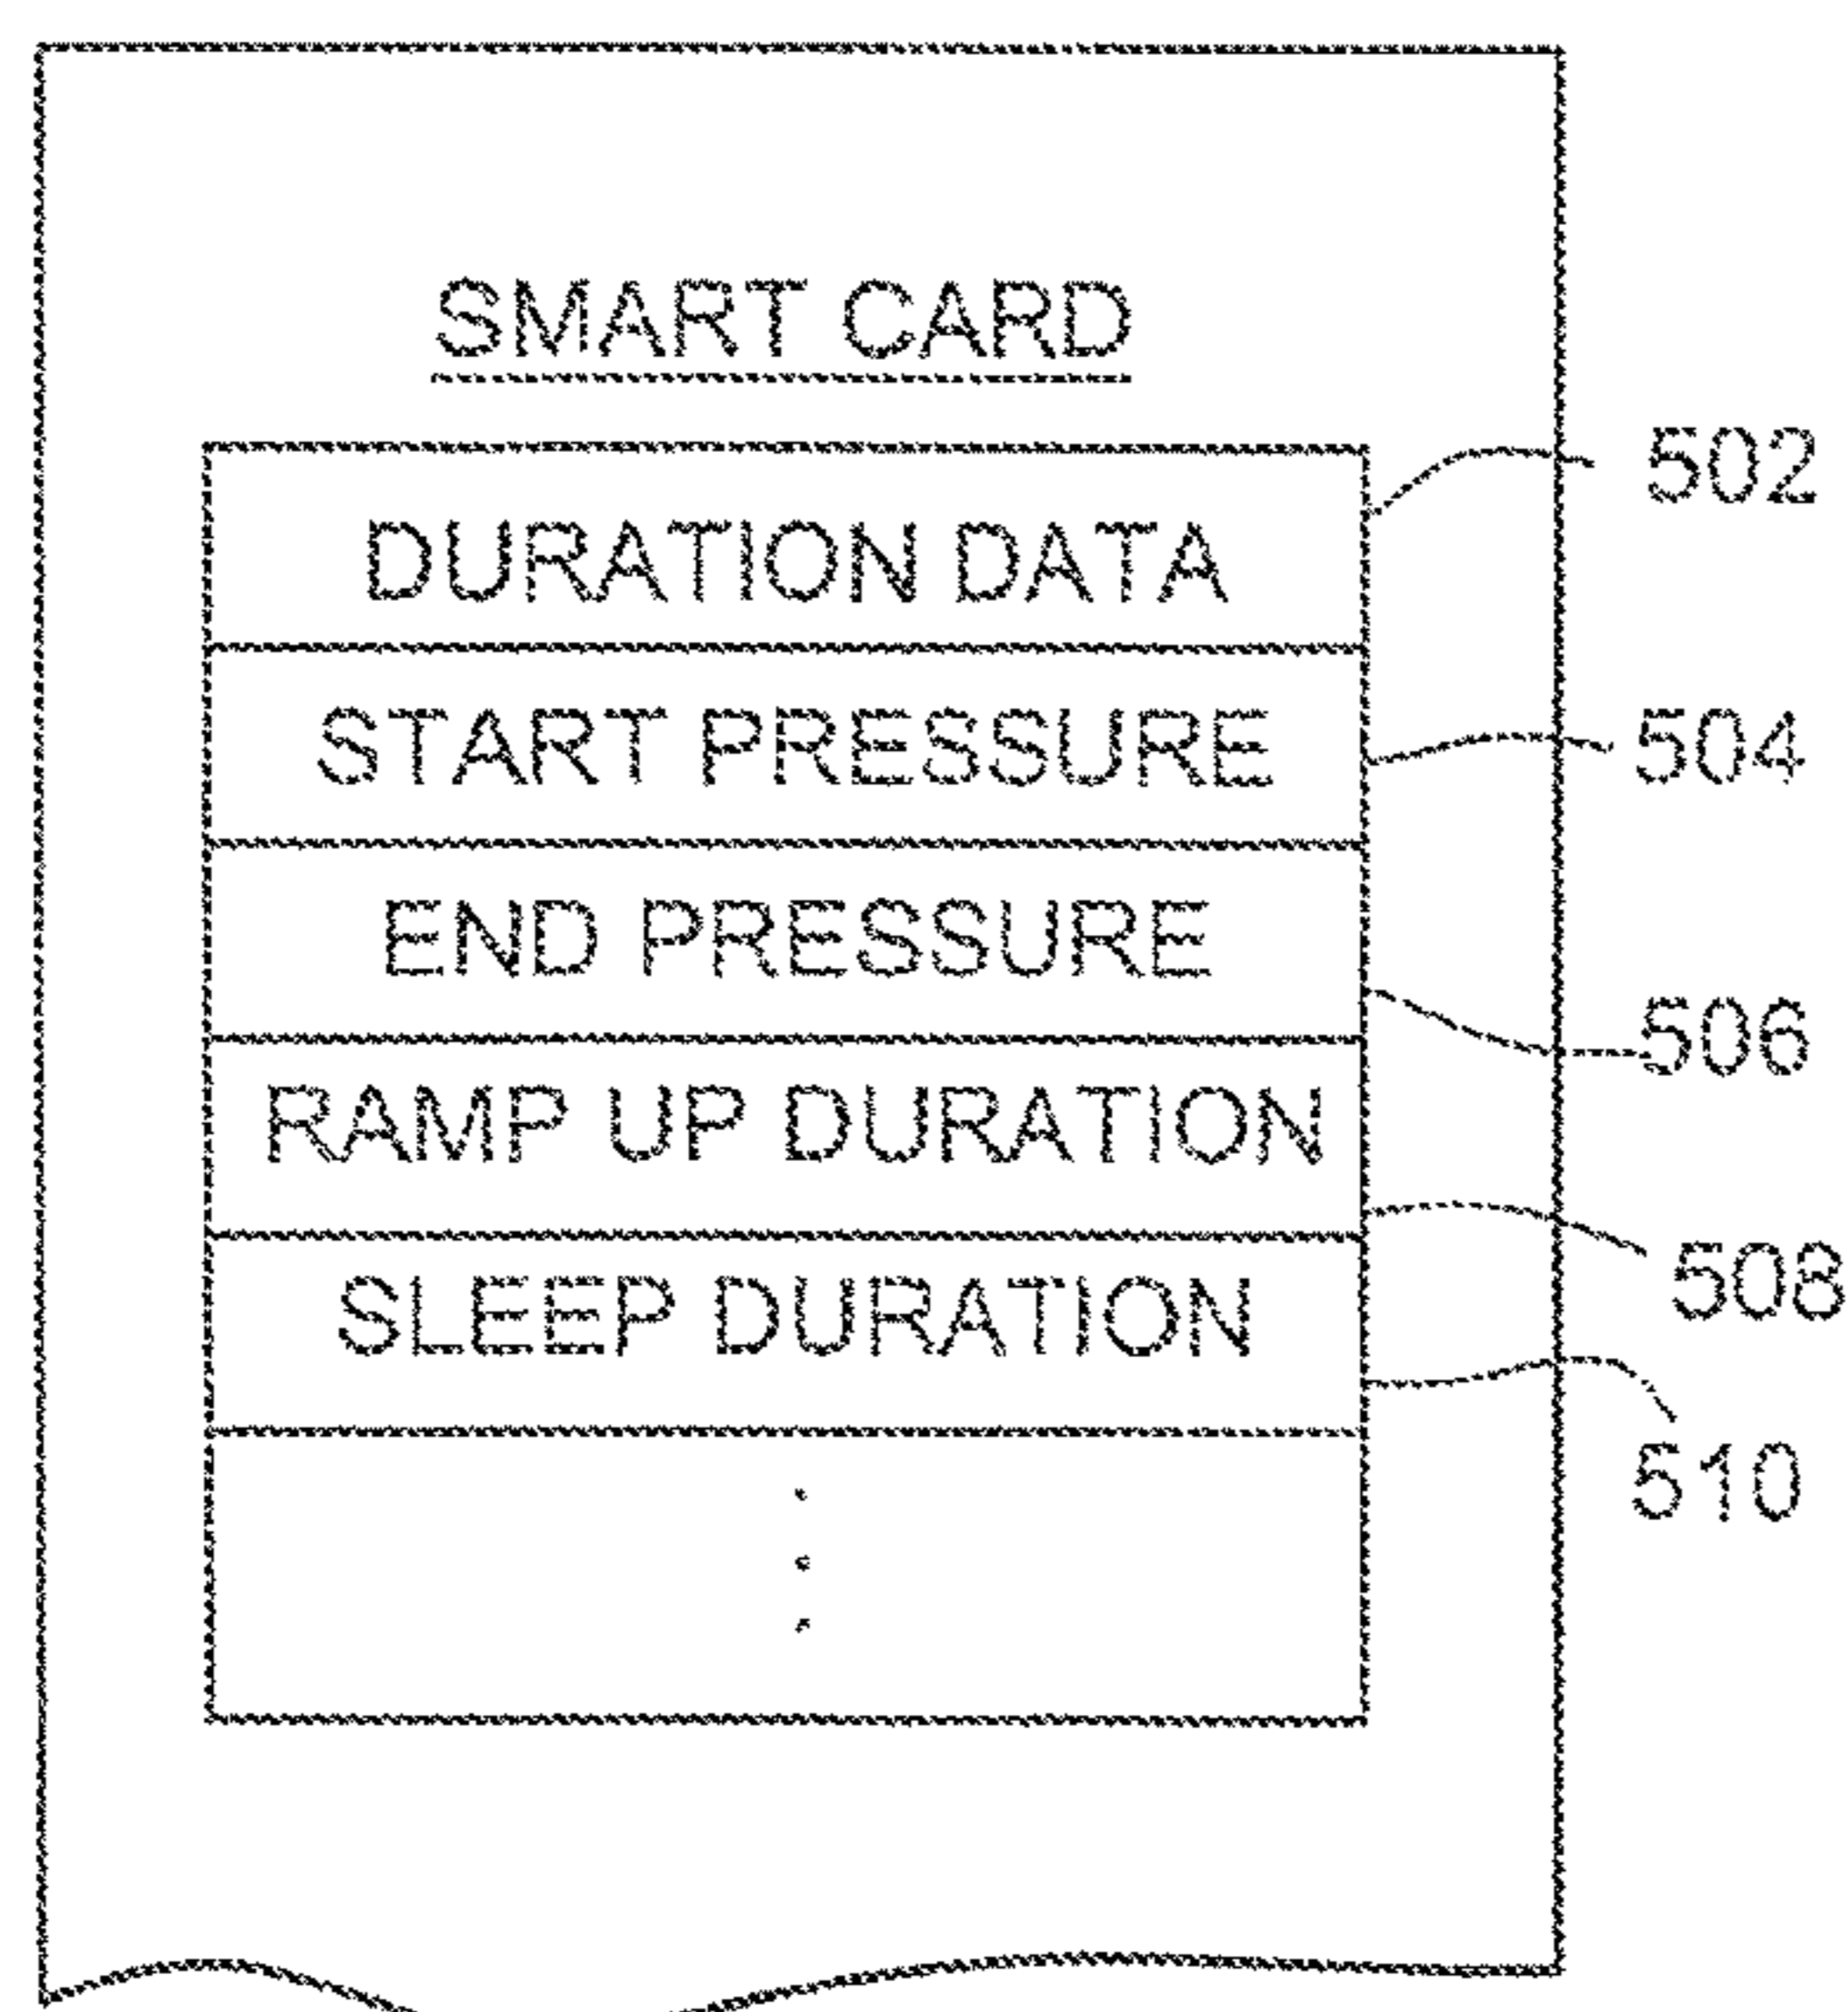 SMART CARD
DURATION DATA
502
START PRESSURE
504
END PRESSURE
506
RAMP UP DURATION
508
SLEEP DURATION
510